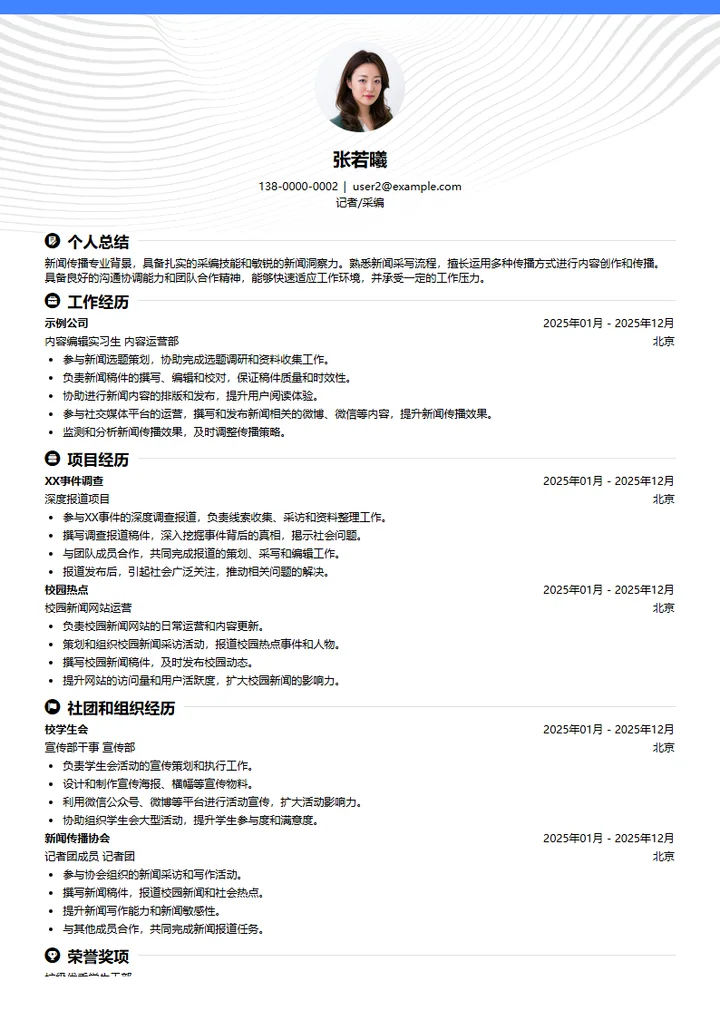 张若曦
138-0000-0002 | user2@example.com
记者/采编
个人总结
新闻传播专业背景，具备扎实的采编技能和敏锐的新闻洞察力。熟悉新闻采写流程，擅长运用多种传播方式进行内容创作和传播。
具备良好的沟通协调能力和团队合作精神，能够快速适应工作环境，并承受一定的工作压力。
工作经历
示例公司 2025年01月 - 2025年12月
内容编辑实习生 内容运营部 北京
• 参与新闻选题策划，协助完成选题调研和资料收集工作。
• 负责新闻稿件的撰写、编辑和校对，保证稿件质量和时效性。
• 协助进行新闻内容的排版和发布，提升用户阅读体验。
• 参与社交媒体平台的运营，撰写和发布新闻相关的微博、微信等内容，提升新闻传播效果。
• 监测和分析新闻传播效果，及时调整传播策略。
项目经历
XX事件调查 2025年01月 - 2025年12月
深度报道项目 北京
• 参与XX事件的深度调查报道，负责线索收集、采访和资料整理工作。
• 撰写调查报道稿件，深入挖掘事件背后的真相，揭示社会问题。
• 与团队成员合作，共同完成报道的策划、采写和编辑工作。
• 报道发布后，引起社会广泛关注，推动相关问题的解决。
校园热点 2025年01月 - 2025年12月
校园新闻网站运营 北京
• 负责校园新闻网站的日常运营和内容更新。
• 策划和组织校园新闻采访活动，报道校园热点事件和人物。
• 撰写校园新闻稿件，及时发布校园动态。
• 提升网站的访问量和用户活跃度，扩大校园新闻的影响力。
社团和组织经历
校学生会 2025年01月 - 2025年12月
宣传部干事 宣传部 北京
• 负责学生会活动的宣传策划和执行工作。
• 设计和制作宣传海报、横幅等宣传物料。
• 利用微信公众号、微博等平台进行活动宣传，扩大活动影响力。
• 协助组织学生会大型活动，提升学生参与度和满意度。
新闻传播协会 2025年01月 - 2025年12月
记者团成员 记者团 北京
• 参与协会组织的新闻采访和写作活动。
• 撰写新闻稿件，报道校园新闻和社会热点。
• 提升新闻写作能力和新闻敏感性。
• 与其他成员合作，共同完成新闻报道任务。
荣誉奖项